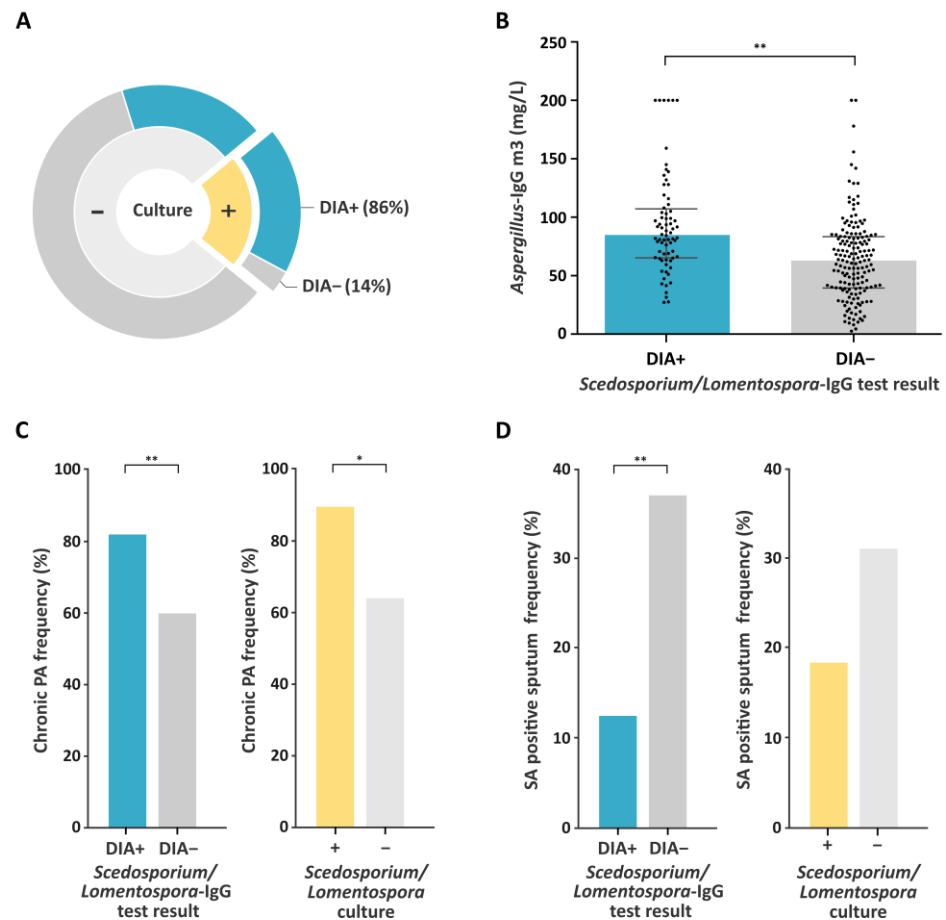 A
Culture
−
+
DIA+ (86%)
DIA− (14%)
B
Aspergillus-IgG m3 (mg/L)
250
200
150
100
50
0
**
DIA+
DIA−
Scedosporium/Lomentospora-IgG test result
C
Chronic PA frequency (%)
100
80
60
40
20
0
**
DIA+
DIA−
Scedosporium/
Lomentospora-IgG
test result
Chronic PA frequency (%)
100
80
60
40
20
0
*
+
−
Scedosporium/
Lomentospora
culture
D
SA positive sputum frequency (%)
40
30
20
10
0
**
DIA+
DIA−
Scedosporium/
Lomentospora-IgG
test result
SA positive sputum frequency (%)
40
30
20
10
0
+
−
Scedosporium/
Lomentospora
culture